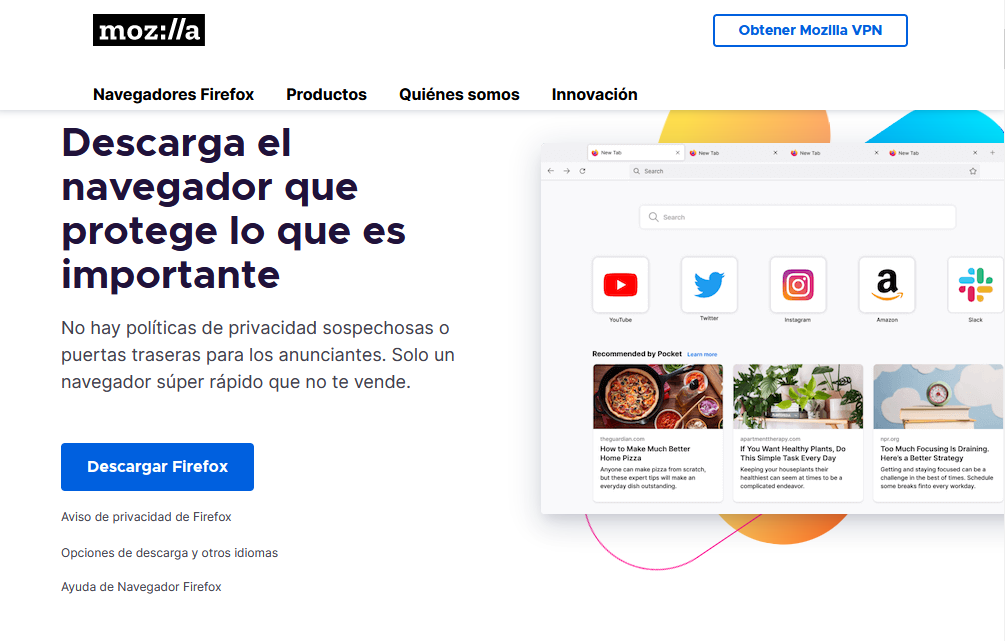 moz://a
Obtener Mozilla VPN
Navegadores Firefox
Productos
Quiénes somos
Innovación
Descarga el
navegador que
protege lo que es
importante
No hay políticas de privacidad sospechosas o
puertas traseras para los anunciantes. Solo un
navegador súper rápido que no te vende.
Descargar Firefox
Aviso de privacidad de Firefox
Opciones de descarga y otros idiomas
Ayuda de Navegador Firefox
New Tab
New Tab
New Tab
New Tab
Search
Search
YouTube
Twitter
Instagram
a
Amazon
Slack
Recommended by Pocket Learn more
theguardian.com
How to Make Much Better
Home Pizza
Anyone can make pizza from scratch,
but these expert tips will make an
everyday dish outstanding.
apartmenttherapy.com
If You Want Healthy Plants, Do
This Simple Task Every Day
Keeping your houseplants their
healthiest can seem at times to be a
complicated endeavor.
npr.org
Too Much Focusing Is Draining.
Here's a Better Strategy
Getting and staying focused can be a
challenge in the best of times. Schedule
some breaks finto every workday.